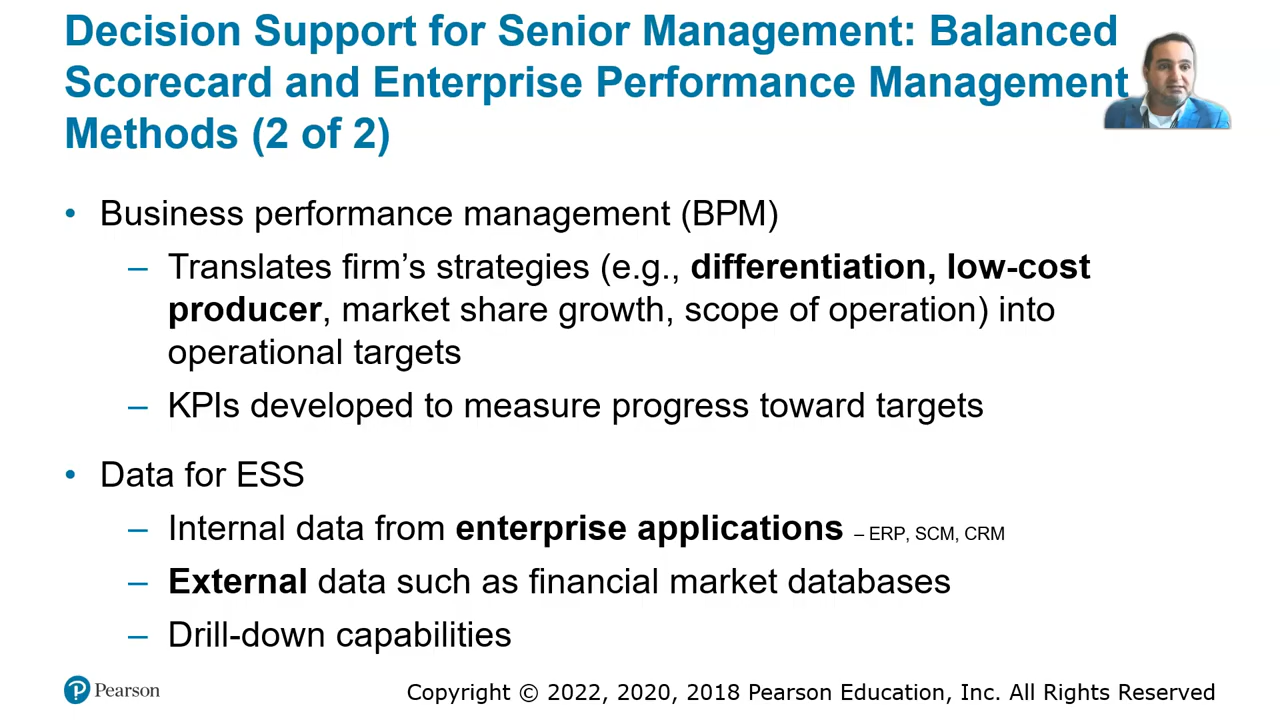 Decision Support for Senior Management: Balanced
Scorecard and Enterprise Performance Management
Methods (2 of 2)
• Business performance management (BPM)
– Translates firm’s strategies (e.g., differentiation, low-cost
producer, market share growth, scope of operation) into
operational targets
– KPIs developed to measure progress toward targets
• Data for ESS
– Internal data from enterprise applications – ERP, SCM, CRM
– External data such as financial market databases
– Drill-down capabilities
P Pearson
Copyright © 2022, 2020, 2018 Pearson Education, Inc. All Rights Reserved